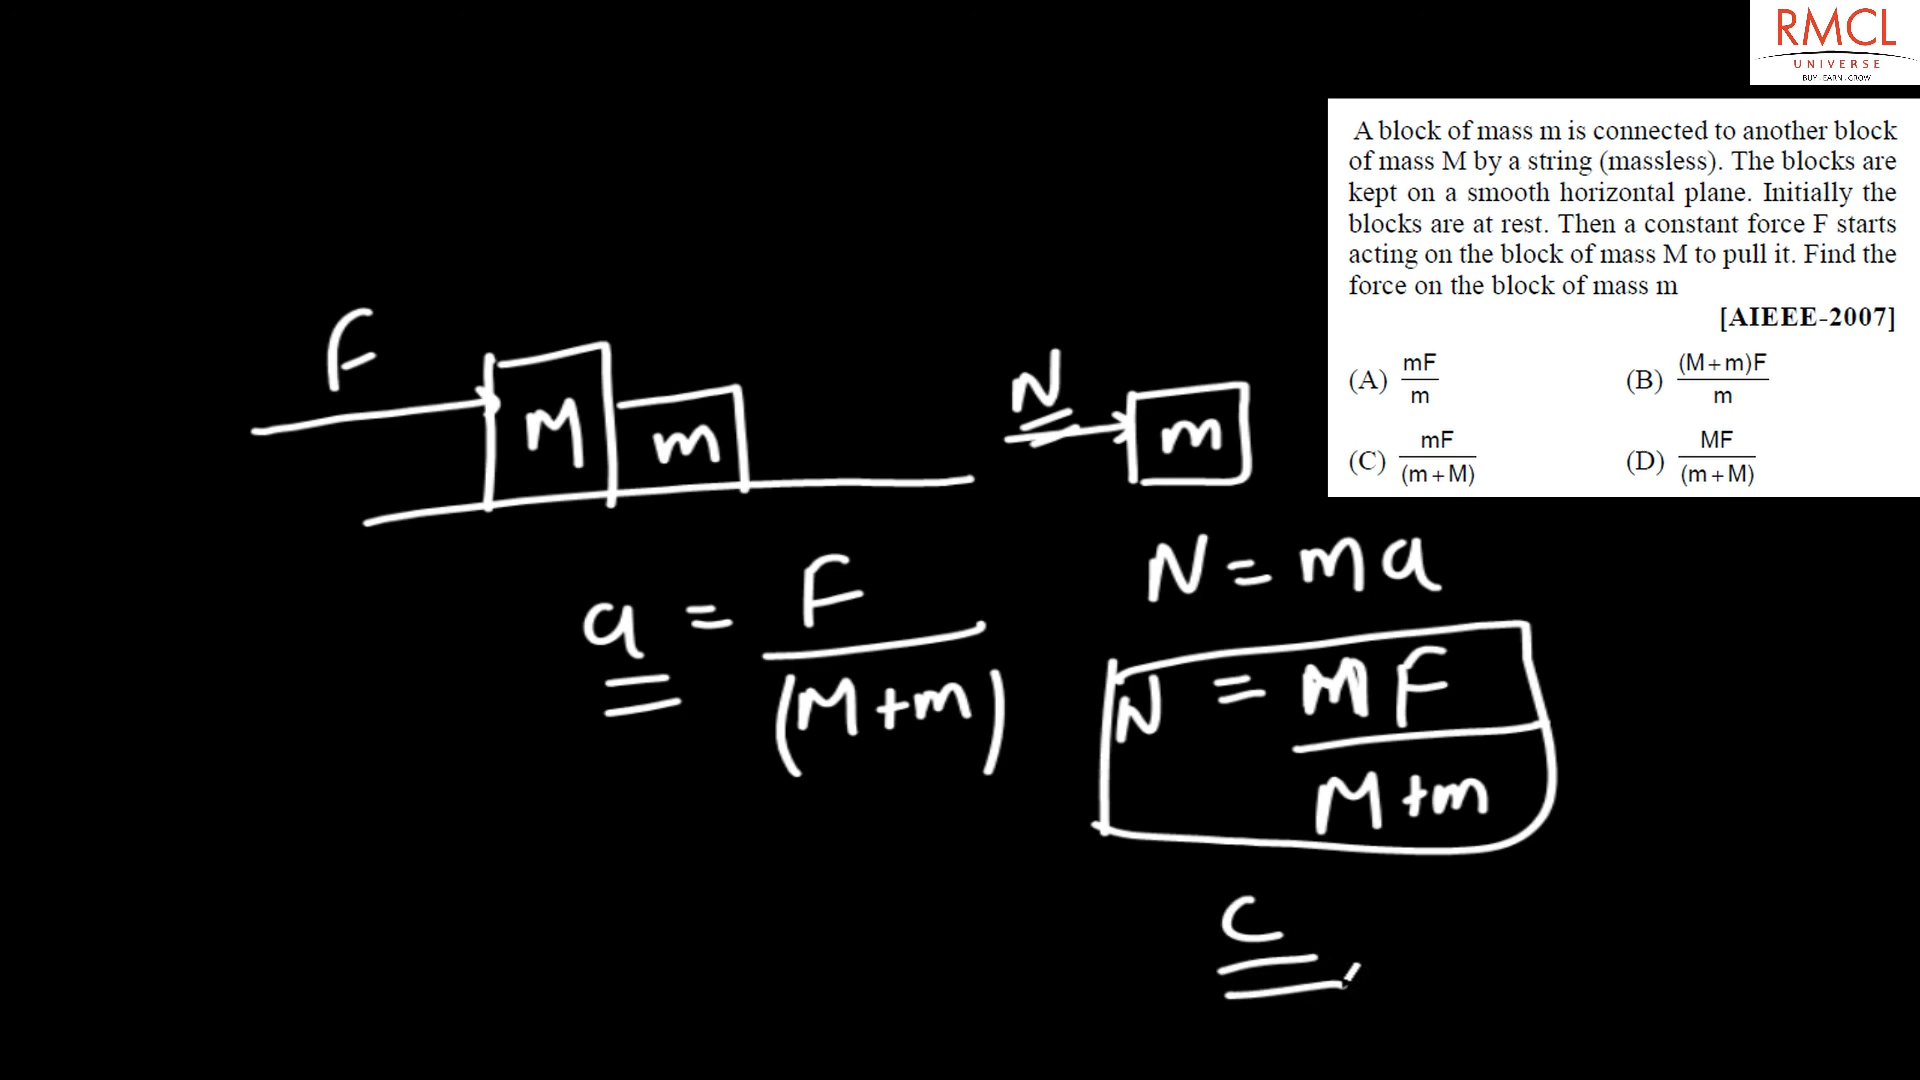 RMCL
UNIVERSE
BUY . EARN . GROW
A block of mass m is connected to another block
of mass M by a string (massless). The blocks are
kept on a smooth horizontal plane. Initially the
blocks are at rest. Then a constant force F starts
acting on the block of mass M to pull it. Find the
force on the block of mass m
[AIEEE-2007]
(A) mF/m (B) (M+m)F/m
(C) mF/(m+M) (D) MF/(m+M)
F
M m
N
m
a = F/(M+m)
N = ma
N = mF/M+m
C